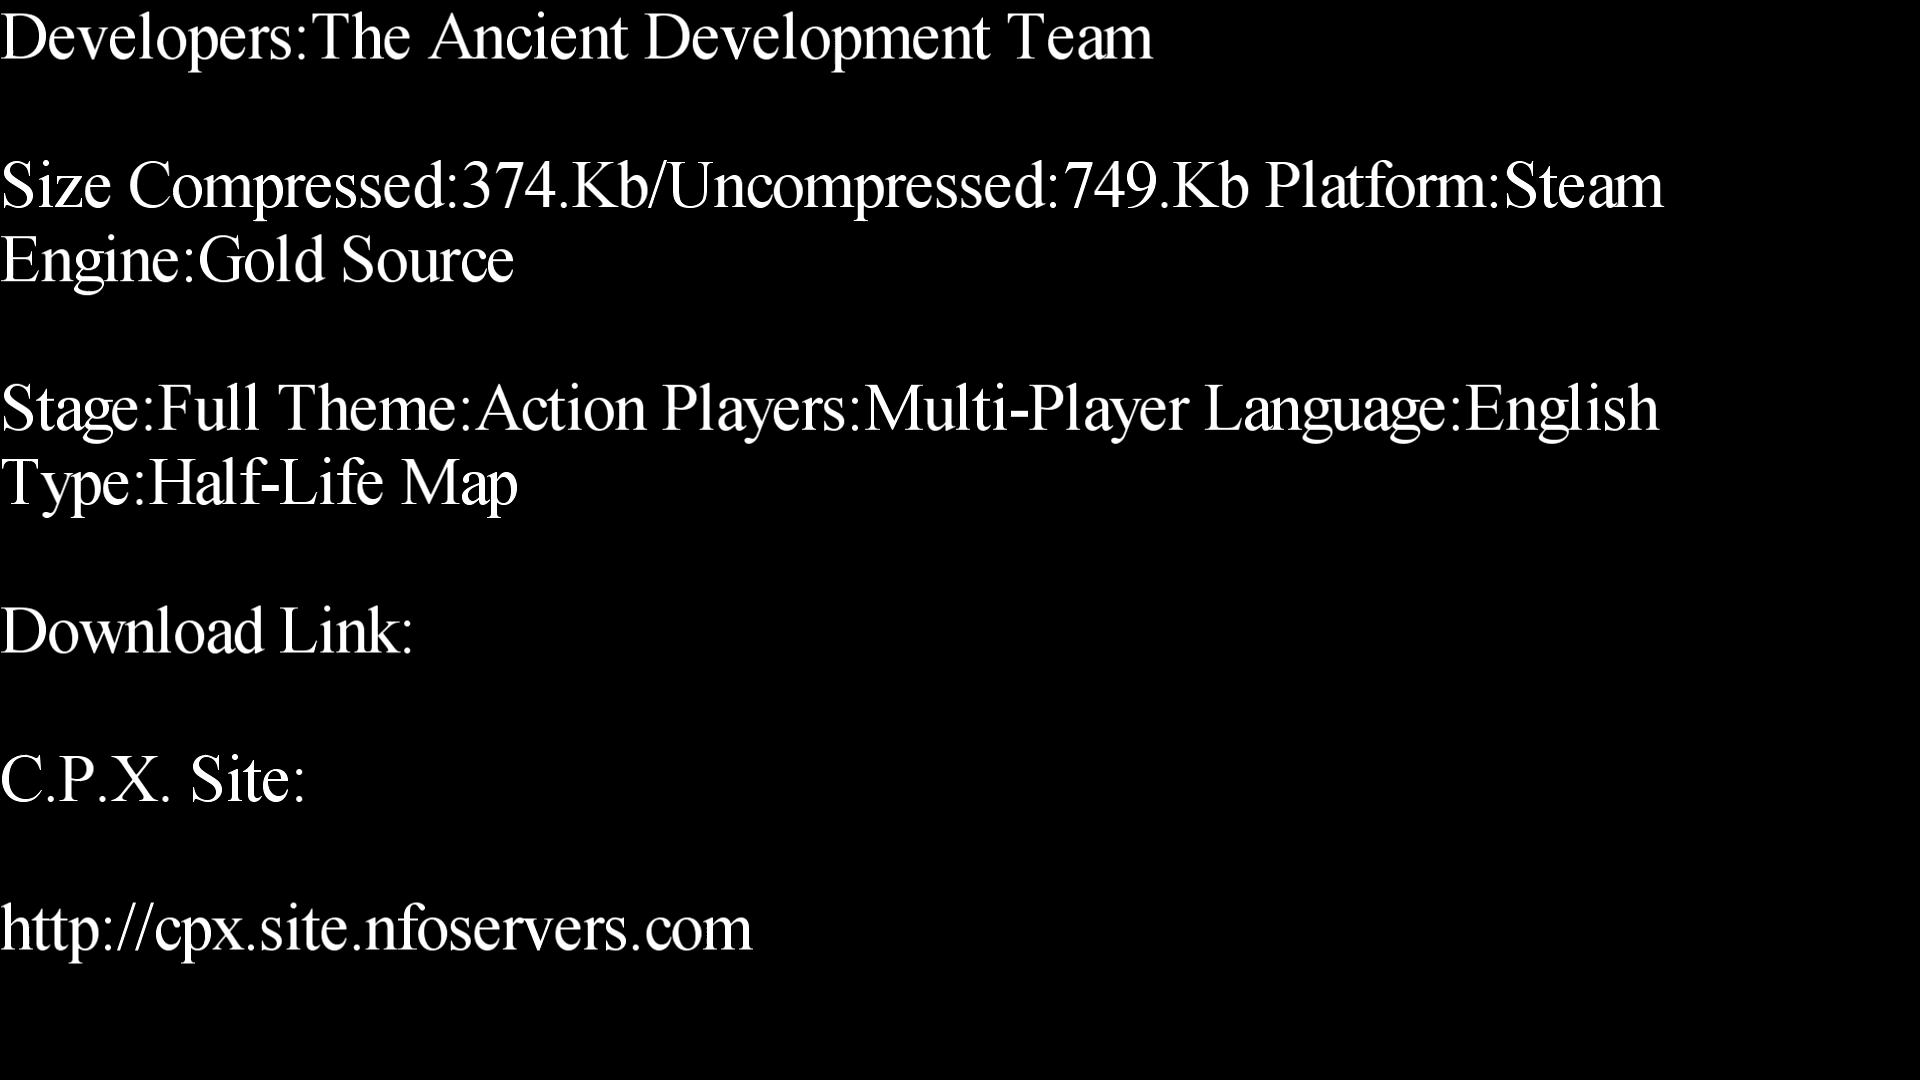 Developers:The Ancient Development Team
Size Compressed:374.Kb/Uncompressed:749.Kb Platform:Steam
Engine:Gold Source
Stage:Full Theme:Action Players:Multi-Player Language:English
Type:Half-Life Map
Download Link:
C.P.X. Site:
http://cpx.site.nfoservers.com